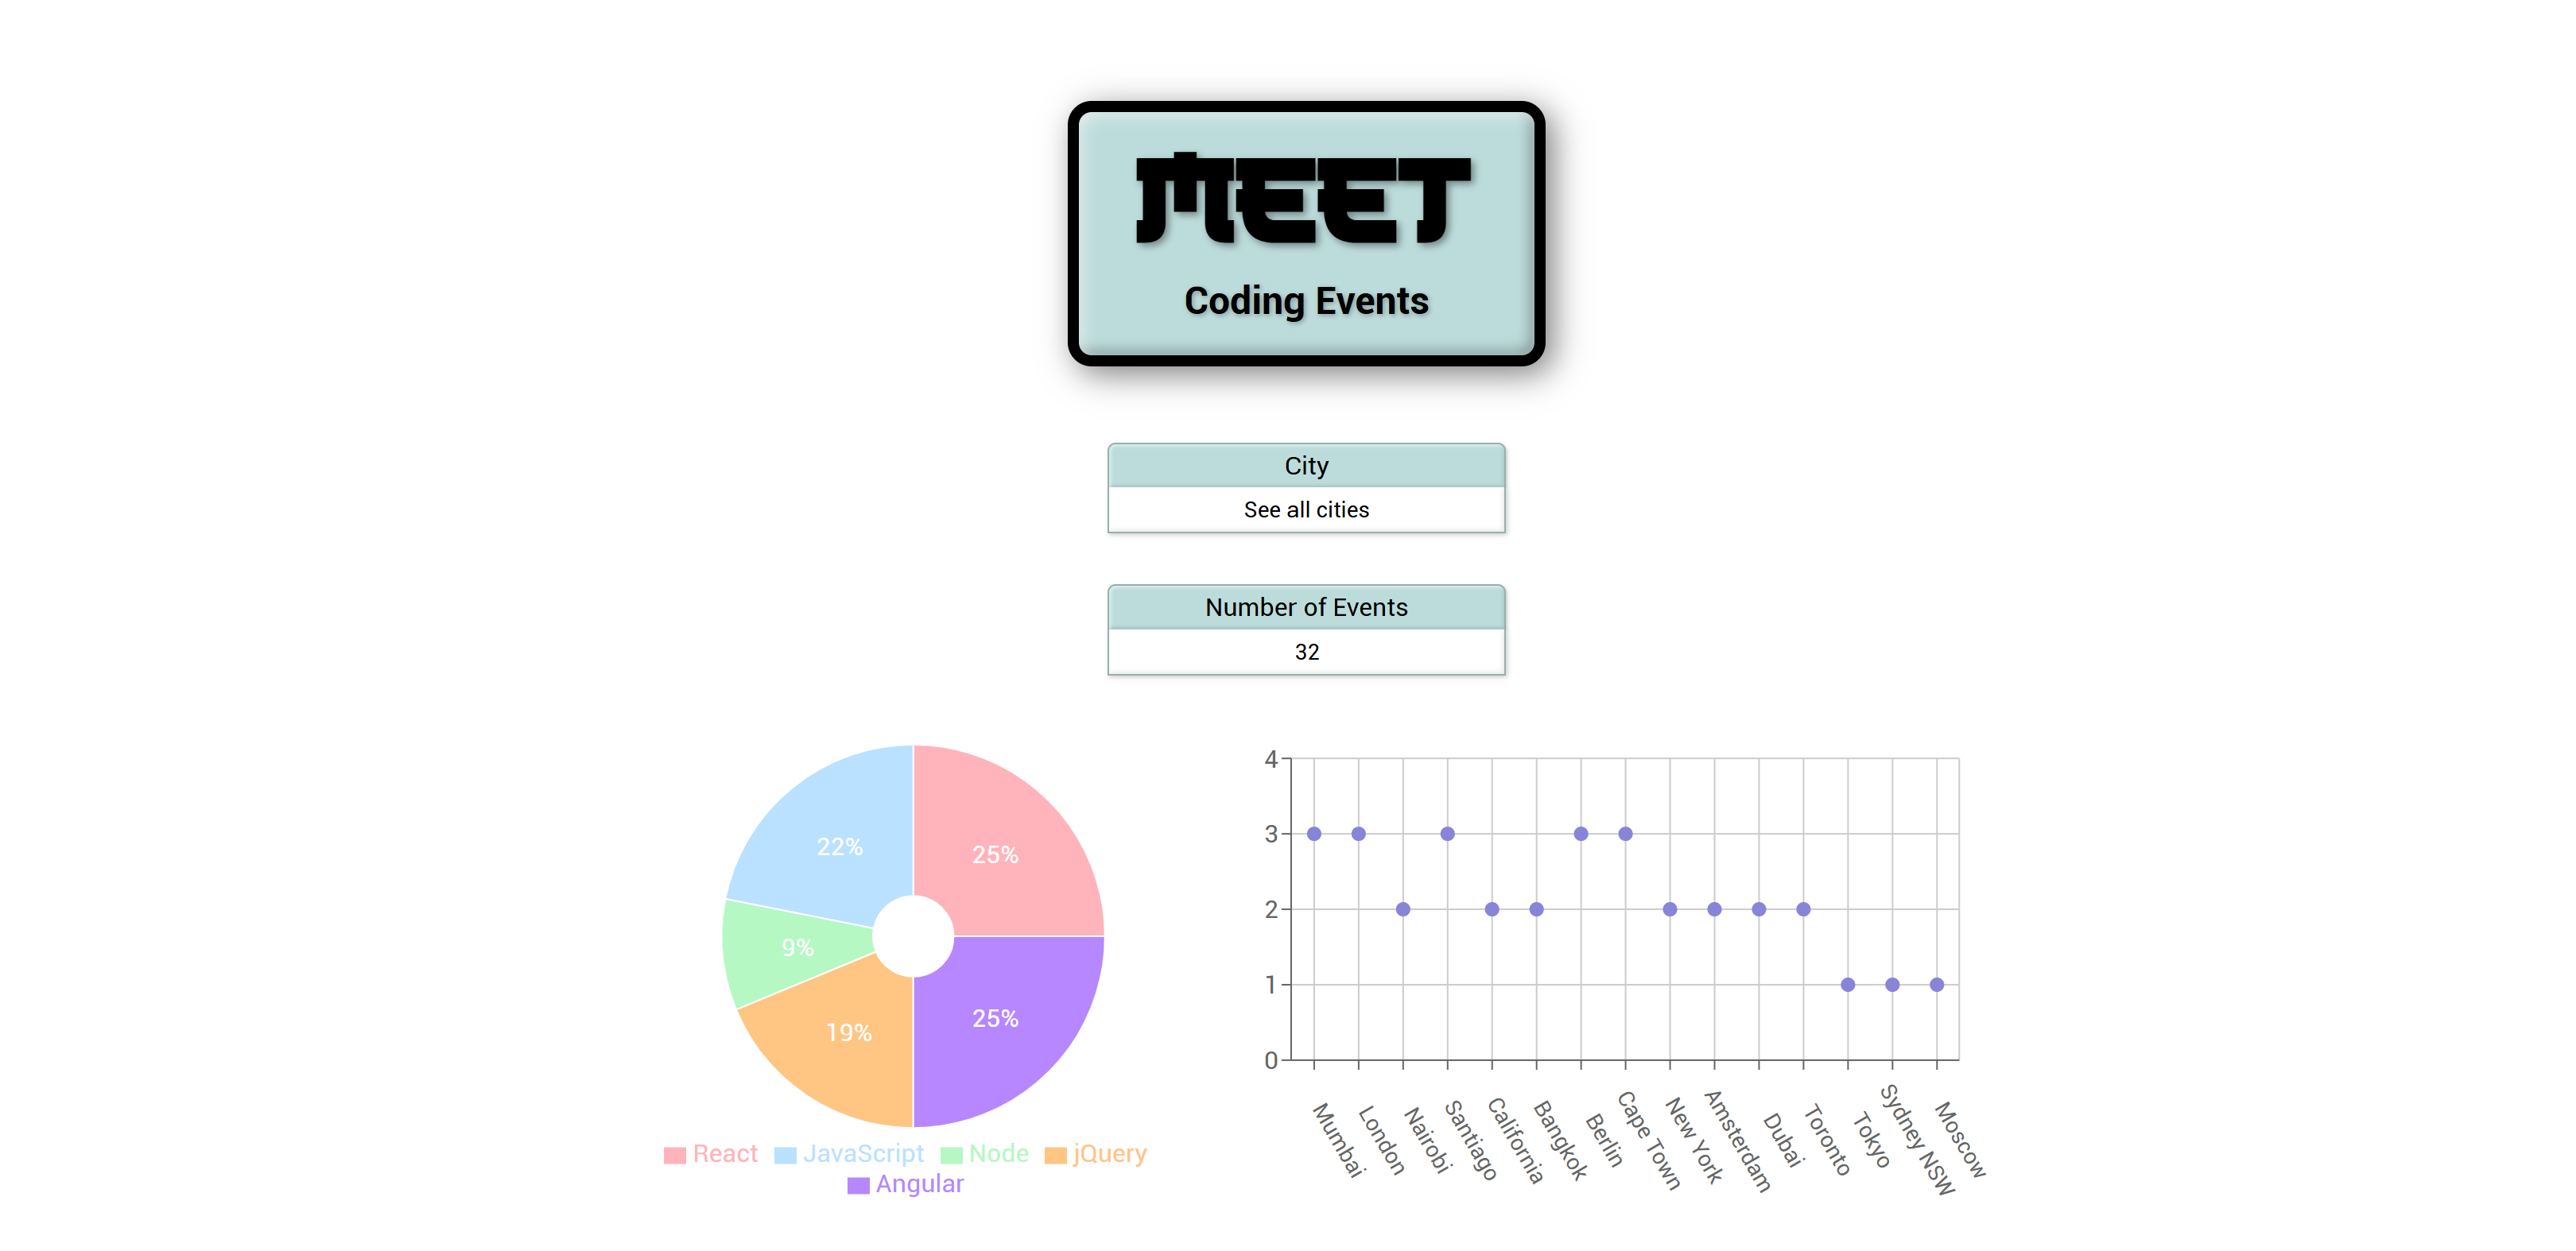 MEET
Coding Events
City
See all cities
Number of Events
32
22%
25%
9%
19%
25%
React JavaScript Node jQuery
Angular
4
3
2
1
0
Mumbai
London
Nairobi
Santiago
California
Bangkok
Berlin
Cape Town
New York
Amsterdam
Dubai
Toronto
Tokyo
Sydney NSW
Moscow